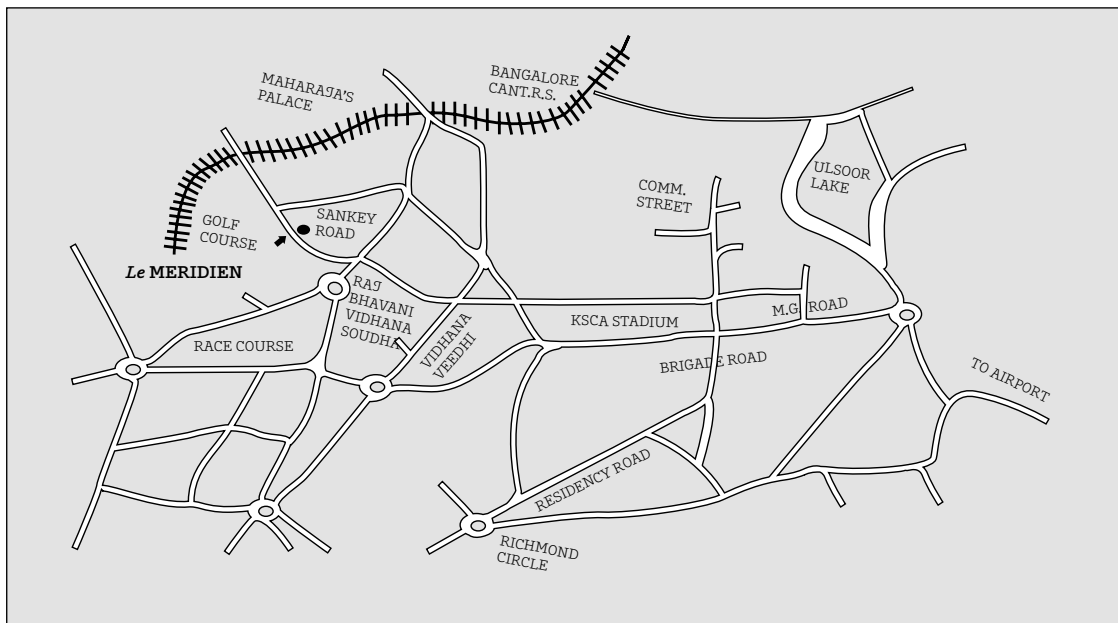 MAHARAJA'S
PALACE
BANGALORE
CANT.R.S.
ULSOOR
LAKE
COMM.
STREET
SANKEY
ROAD
GOLF
COURSE
Le MERIDIEN
RAJ
BHAVANI
VIDHANA
SOUDHA
M.G. ROAD
KSCA STADIUM
VIDHANA
VEEDHI
RACE COURSE
BRIGADE ROAD
TO AIRPORT
RESIDENCY ROAD
RICHMOND
CIRCLE